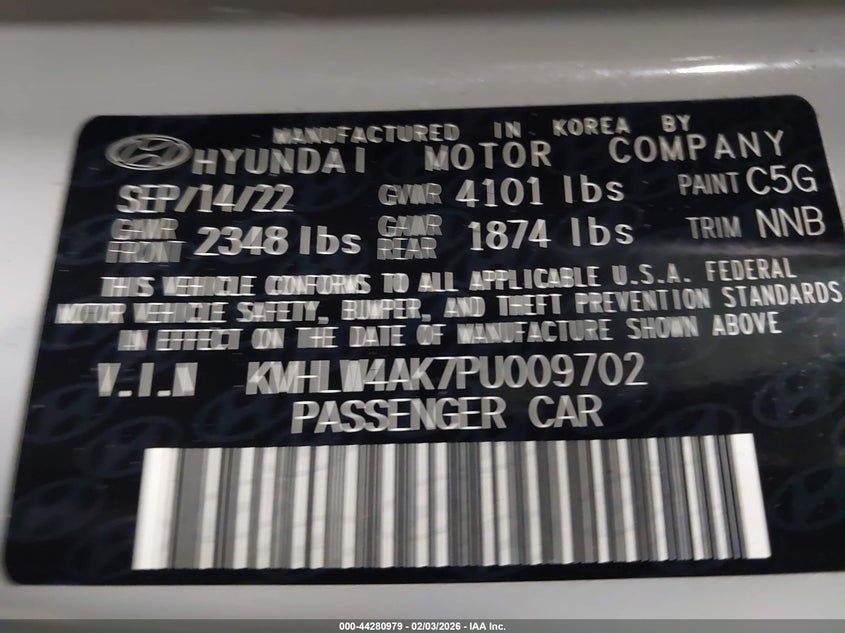 MANUFACTURED IN KOREA BY
HYUNDAI MOTOR COMPANY
SEP/14/22 GVWR 4101 lbs PAINT C5G
GAWR FRONT 2348 lbs GAWR REAR 1874 lbs TRIM NNB
THIS VEHICLE CONFORMS TO ALL APPLICABLE U.S.A. FEDERAL
MOTOR VEHICLE SAFETY, BUMPER, AND THEFT PREVENTION STANDARDS
IN EFFECT ON THE DATE OF MANUFACTURE SHOWN ABOVE
V.I.N KMHLW4AK7PU009702
PASSENGER CAR
000-44280979 - 02/03/2026 - IAA Inc.